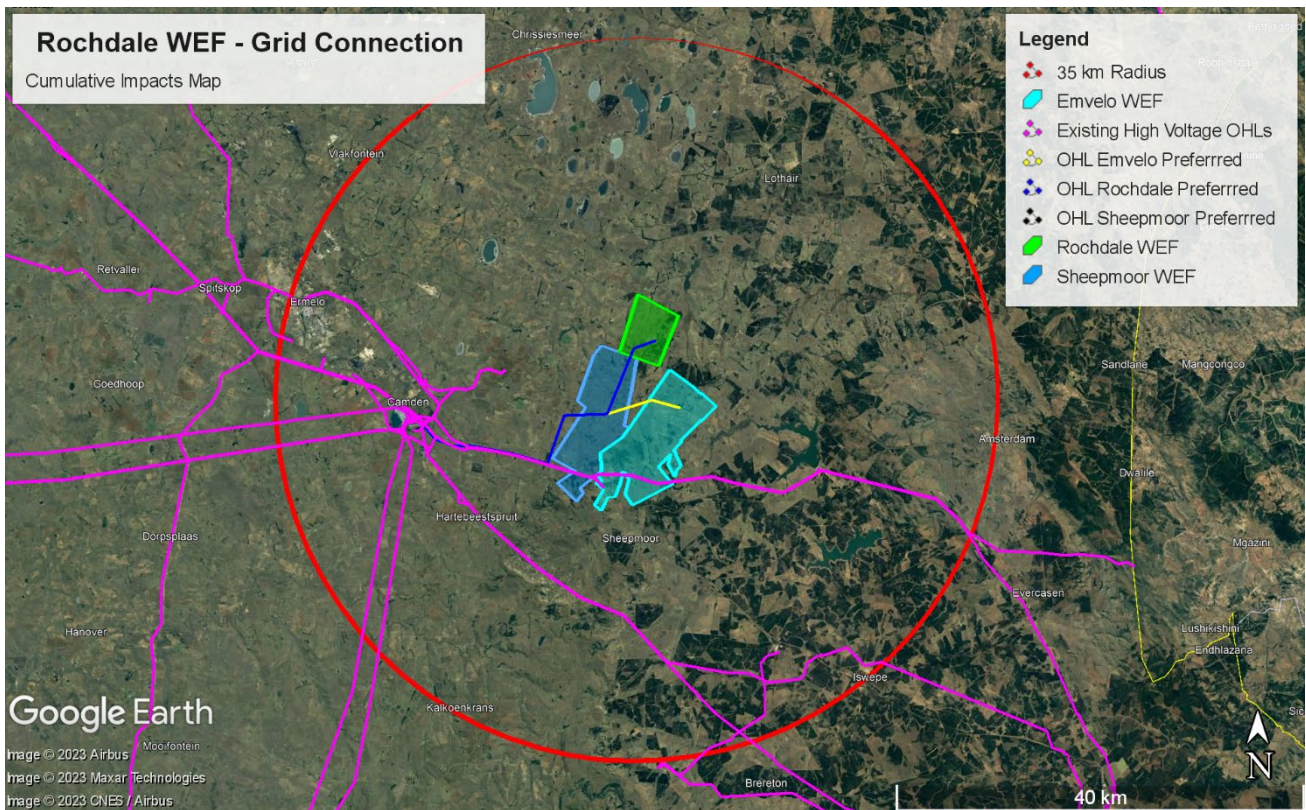 Rochdale WEF - Grid Connection
Cumulative Impacts Map
Legend
35 km Radius
Emvelo WEF
Existing High Voltage OHLs
OHL Emvelo Preferrred
OHL Rochdale Preferrred
OHL Sheepmoor Preferrred
Rochdale WEF
Sheepmoor WEF
Chrissiesmeer
Vlakfontein
Lothair
Retvallei
Spitskop
Ermelo
Goedhoop
Camden
Sandlane
Mangcongco
Amsterdam
Dwalile
Hartebeestspruit
Dorpsplaas
Sheepmoor
Mgazini
Evercasen
Hanover
Lushikishini
Endhlazana
Iswepe
Kalkoenkrans
Google Earth
Mooifontein
Brereton
Image © 2023 Airbus
Image © 2023 Maxar Technologies
Image © 2023 CNES / Airbus
N
40 km